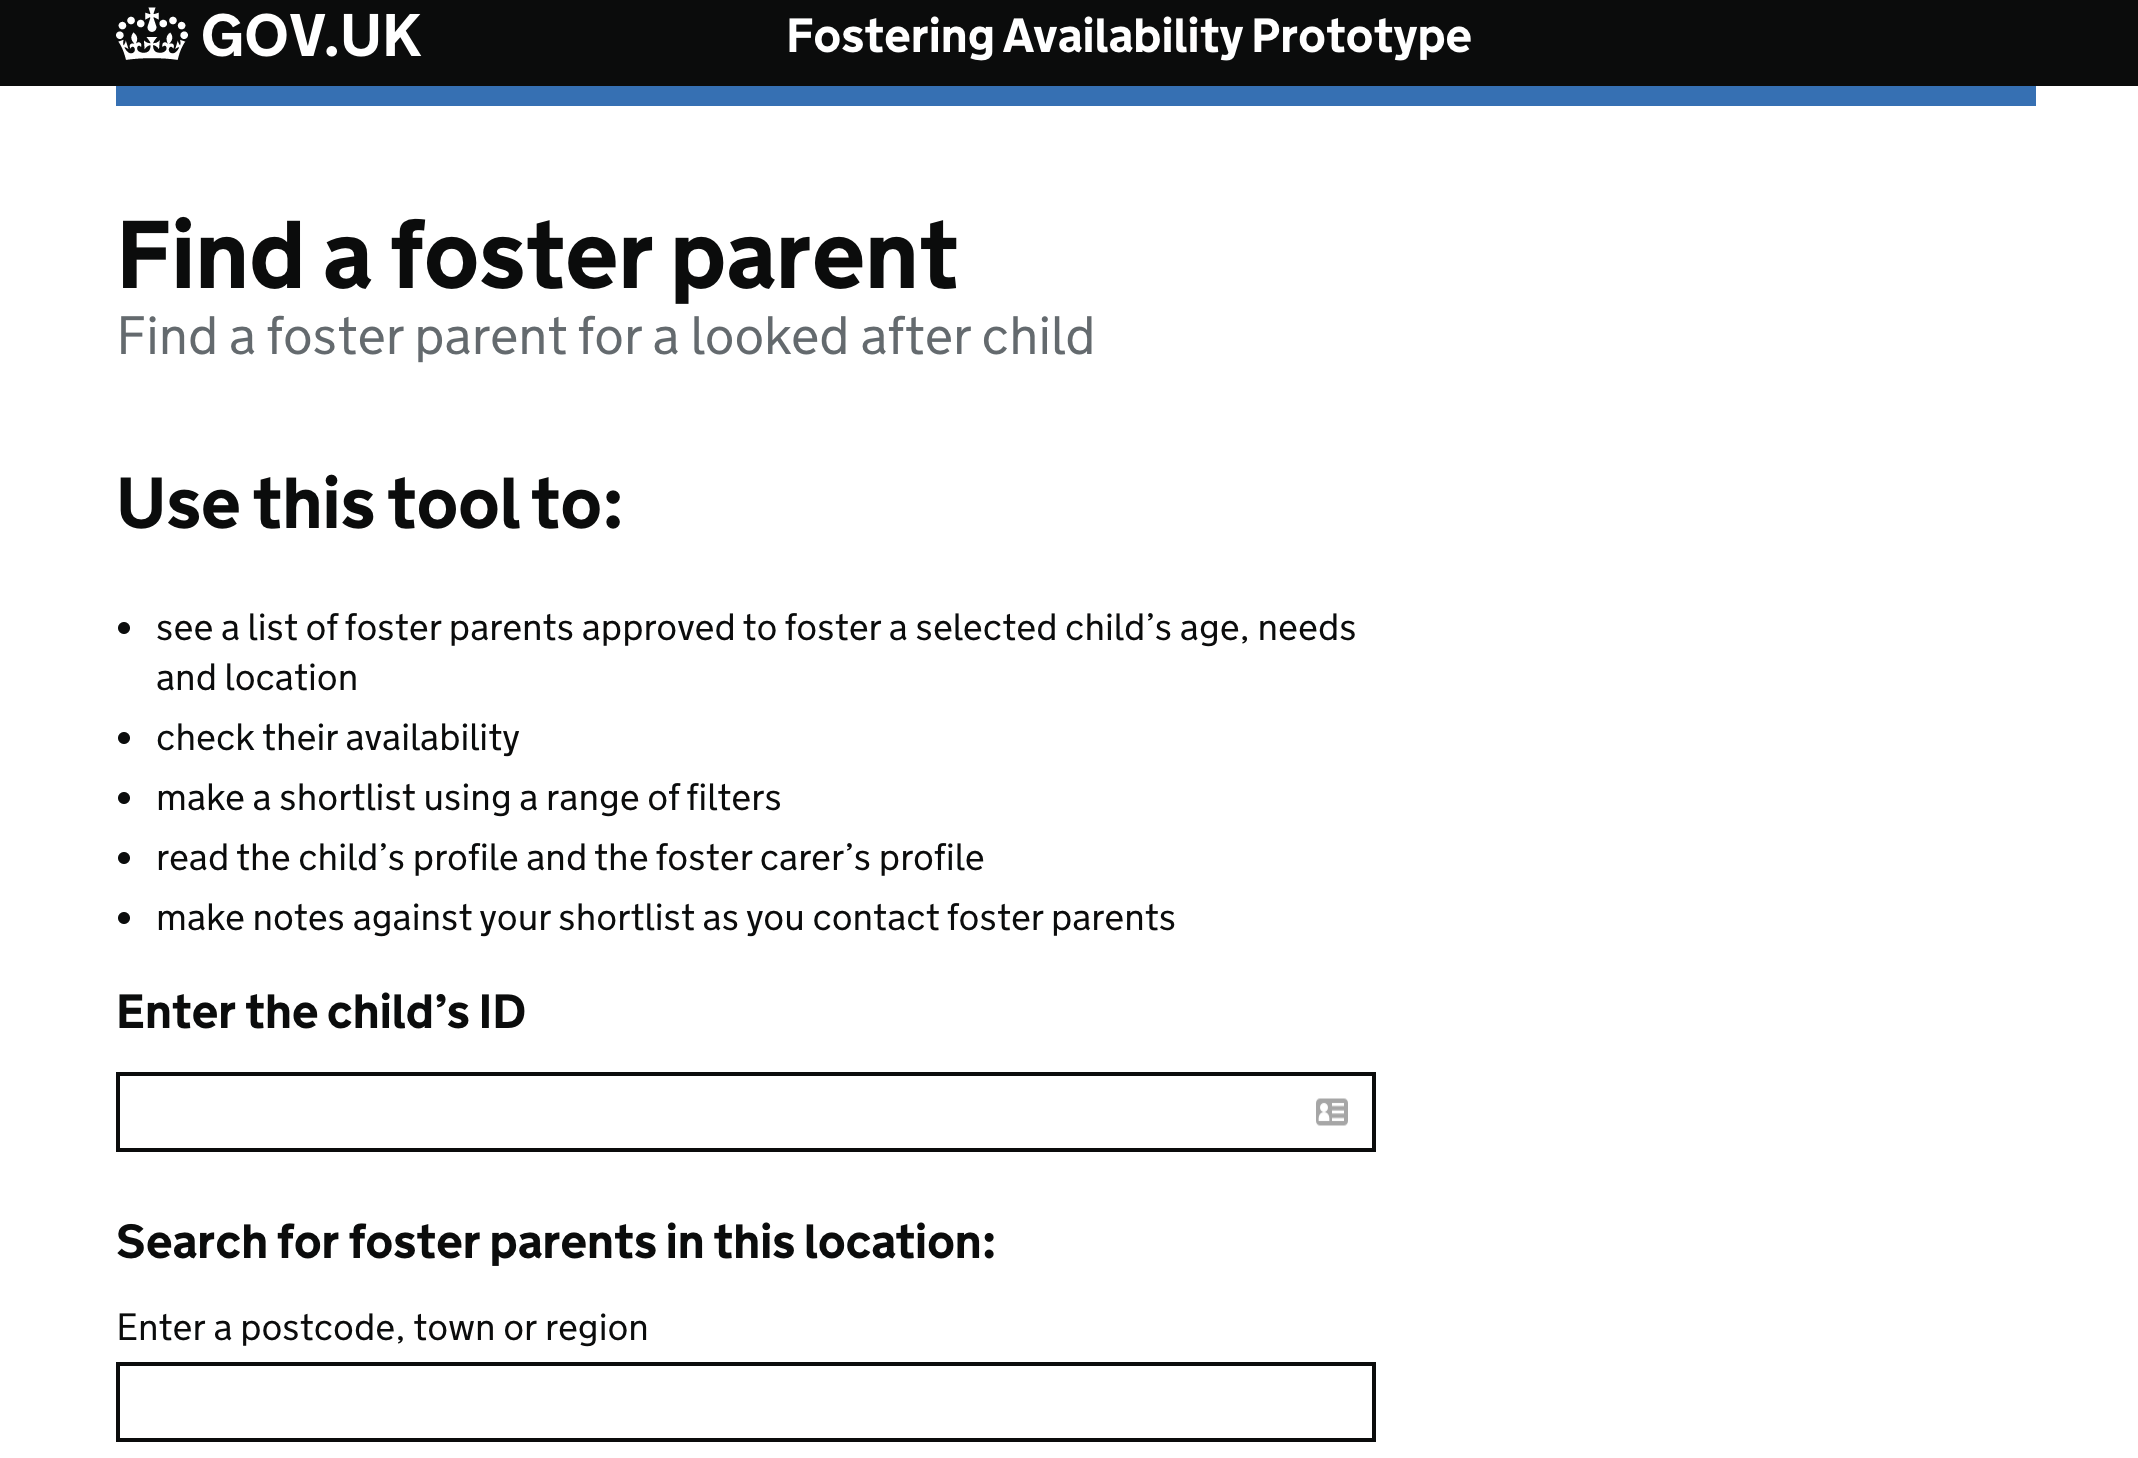 GOV.UK
Fostering Availability Prototype
Find a foster parent
Find a foster parent for a looked after child
Use this tool to:
• see a list of foster parents approved to foster a selected child’s age, needs
and location
• check their availability
• make a shortlist using a range of filters
• read the child’s profile and the foster carer’s profile
• make notes against your shortlist as you contact foster parents
Enter the child’s ID
Search for foster parents in this location:
Enter a postcode, town or region